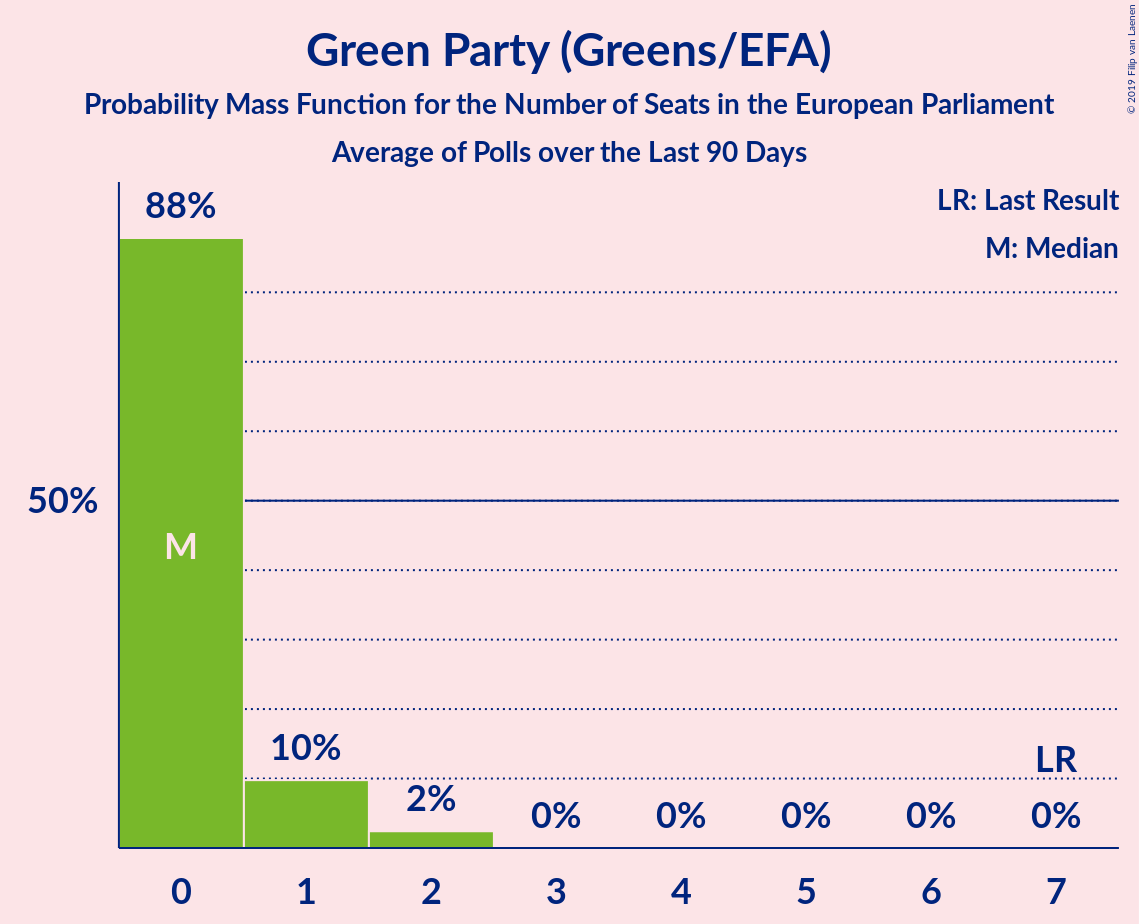 Green Party (Greens/EFA)
Probability Mass Function for the Number of Seats in the European Parliament
Average of Polls over the Last 90 Days
© 2019 Filip van Laenen
LR: Last Result
M: Median
88%
50%
M
10%
2%
0%
0%
0%
0%
LR
0%
0 1 2 3 4 5 6 7